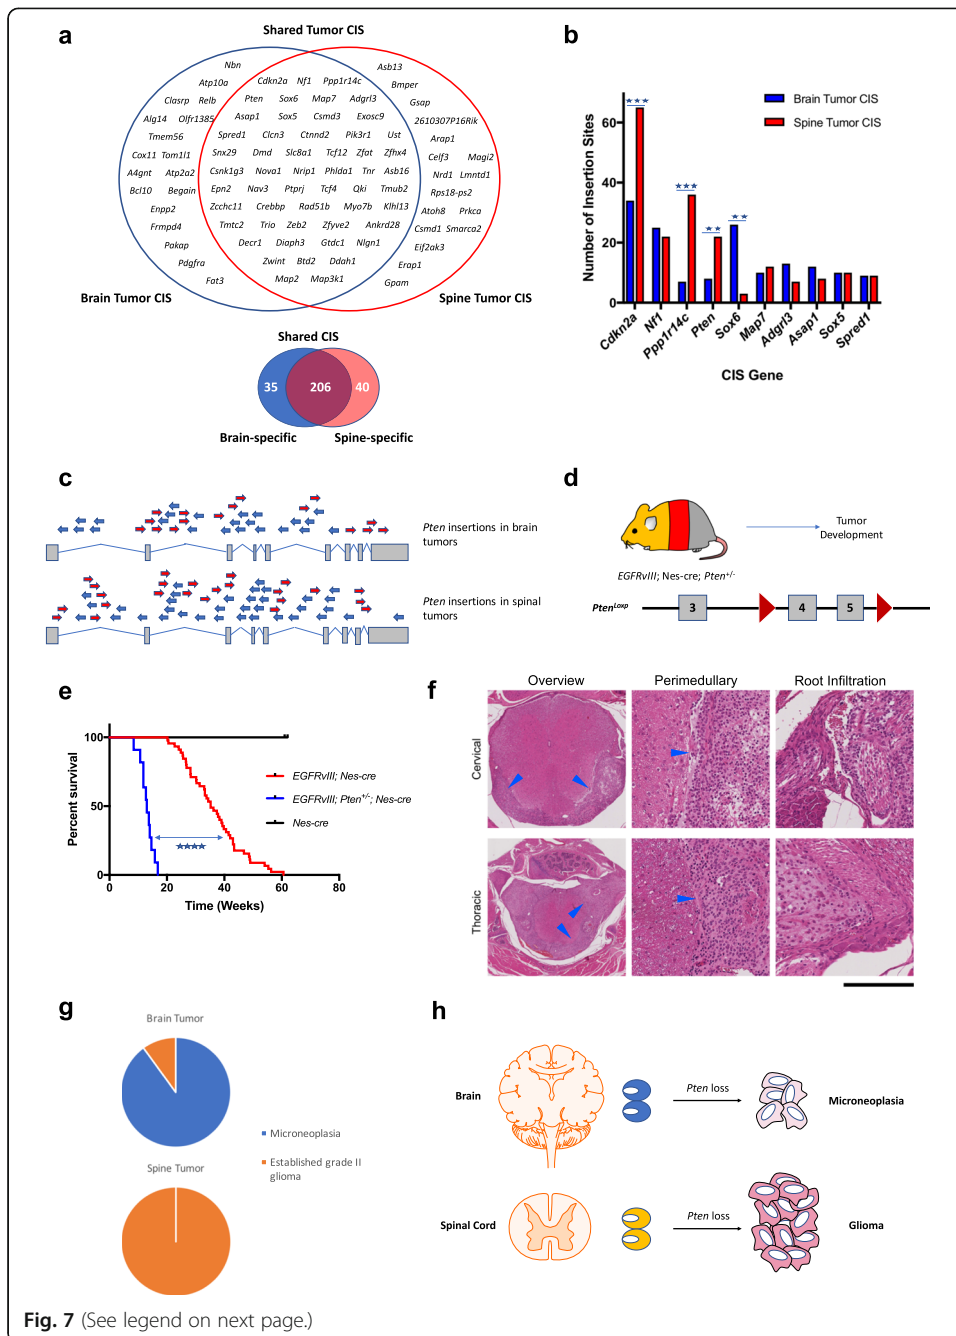 a
Shared Tumor CIS
Nbn
Asb13
Atp10a
Cdkn2a Nf1 Ppp1r14c
Bmper
Clasrp Relb
Pten Sox6 Map7 Adgrl3
Gsap
Alg14 Olfr1385
Asap1 Sox5 Csmd3 Exosc9
2610307P16Rik
Tmem56
Spred1 Clcn3 Ctnnd2 Pik3r1 Ust
Arap1
Cox11 Tom1l1
Snx29 Dmd Slc8a1 Tcf12 Zfat Zfhx4
Celf3 Magi2
A4gnt Atp2a2
Csnk1g3 Nova1 Nrip1 Phlda1 Tnr Asb16
Nrd1 Lmntd1
Bcl10 Begain
Epn2 Nav3 Ptprj Tcf4 Qki Tmub2
Rps18-ps2
Enpp2
Zcchc11 Crebbp Rad51b Myo7b Klhl13
Atoh8 Prkca
Frmpd4
Tmtc2 Trio Zeb2 Zfyve2 Ankrd28
Csmd1 Smarca2
Pakap
Decr1 Diaph3 Gtdc1 Nlgn1
Eif2ak3
Pdgfra
Zwint Btd2 Ddah1
Erap1
Fat3
Map2 Map3k1
Gpam
Brain Tumor CIS
Spine Tumor CIS
Shared CIS
35 206 40
Brain-specific Spine-specific
b
Number of Insertion Sites
60
40
20
0
Brain Tumor CIS
Spine Tumor CIS
Cdkn2a Nf1 Ppp1r14c Pten Sox6 Map7 Adgrl3 Asap1 Sox5 Spred1
CIS Gene
c
Pten insertions in brain
tumors
Pten insertions in spinal
tumors
d
Tumor
Development
EGFRvIII; Nes-cre; Pten+/-
PtenLoxp
3 4 5
e
Percent survival
100
50
0
0 20 40 60 80
Time (Weeks)
EGFRvIII; Nes-cre
EGFRvIII; Pten+/-; Nes-cre
Nes-cre
f
Overview Perimedullary Root Infiltration
Cervical
Thoracic
g
Brain Tumor
Spine Tumor
Microneoplasia
Established grade II
glioma
h
Brain
Pten loss
Microneoplasia
Spinal Cord
Pten loss
Glioma
Fig. 7 (See legend on next page.)